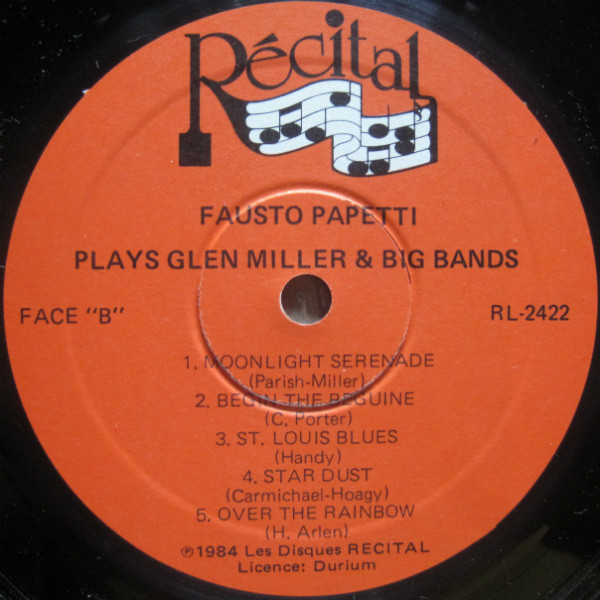 Récital
FAUSTO PAPETTI
PLAYS GLEN MILLER & BIG BANDS
FACE "B"
RL-2422
1. MOONLIGHT SERENADE
(Parish-Miller)
2. BEGIN THE BEGUINE
(C. Porter)
3. ST. LOUIS BLUES
(Handy)
4. STAR DUST
(Carmichael-Hoagy)
5. OVER THE RAINBOW
(H. Arlen)
℗1984 Les Disques RECITAL
Licence: Durium